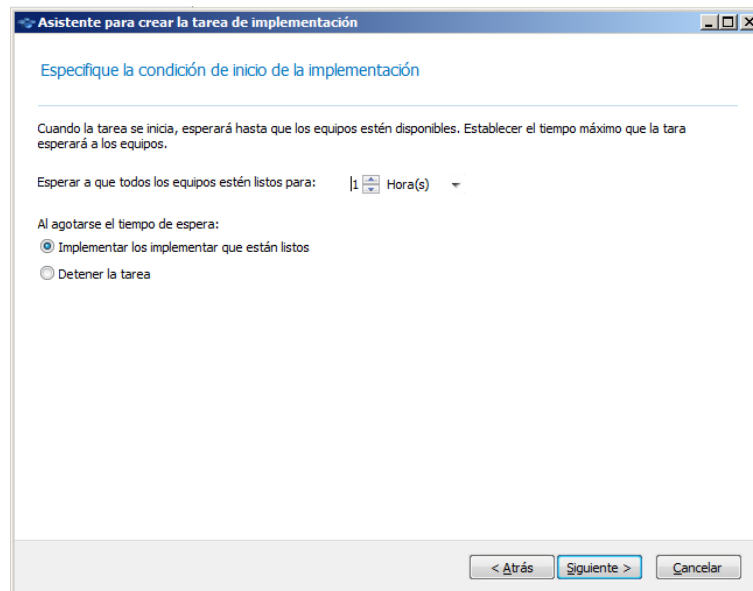 Asistente para crear la tarea de implementación
Especifique la condición de inicio de la implementación
Cuando la tarea se inicia, esperará hasta que los equipos estén disponibles. Establecer el tiempo máximo que la tara
esperará a los equipos.
Esperar a que todos los equipos estén listos para: 1 Hora(s)
Al agotarse el tiempo de espera:
Implementar los implementar que están listos
Detener la tarea
< Atrás Siguiente > Cancelar